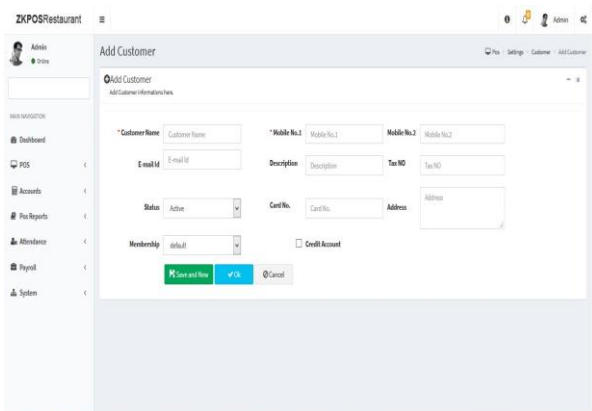 ZKPOSRestaurant
Admin
Admin
Online
Add Customer
Pos Settings Customer Add Customer
Add Customer
Add Customer Informations here.
MAIN NAVIGATION
Dashboard
POS
Accounts
Pos Reports
Attendance
Payroll
System
* Customer Name Customer Name * Mobile No.1 Mobile No.1 Mobile No.2 Mobile No.2
E-mail Id E-mail Id Description Description Tax NO Tax NO
Status Active Card No. Card No. Address Address
Membership default Credit Account
Save and New Ok Cancel